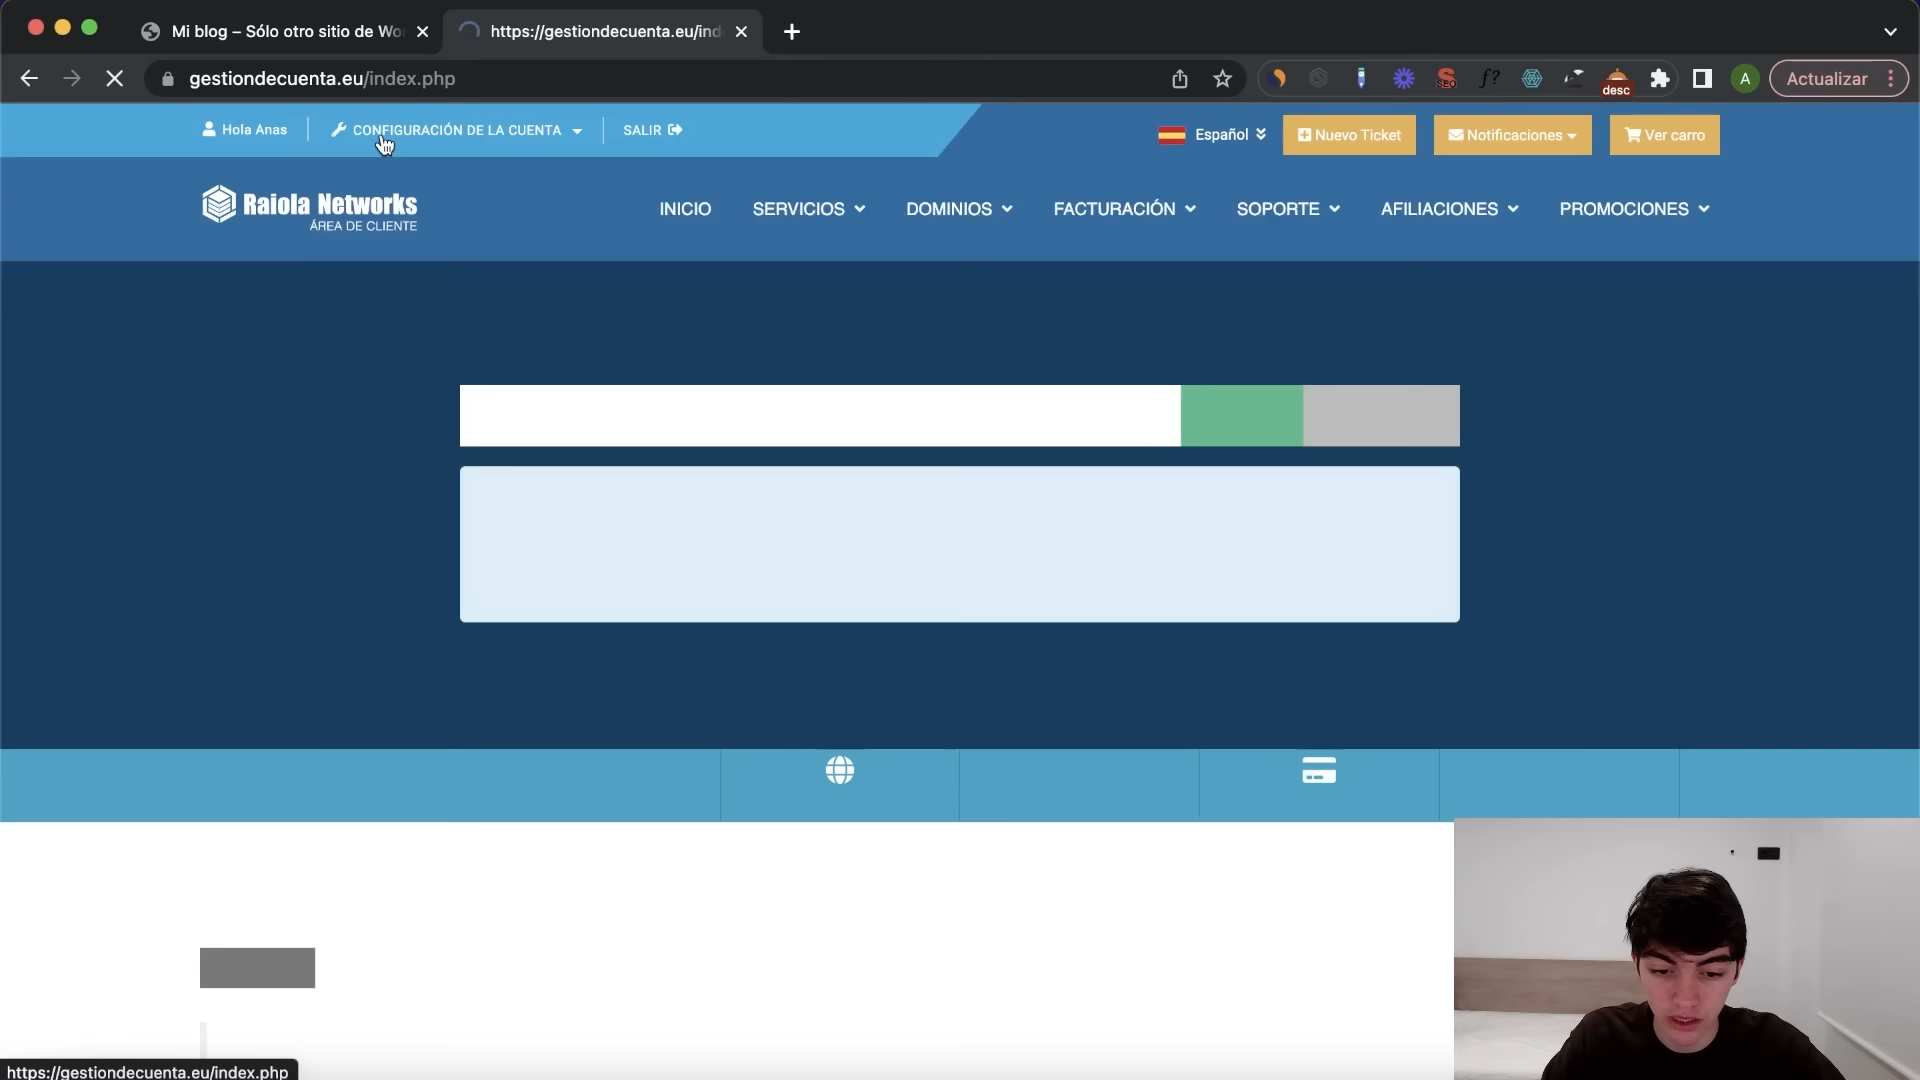 Mi blog – Sólo otro sitio de Wo
https://gestiondecuenta.eu/ind
gestiondecuenta.eu/index.php
SEO
f?
desc
A
Actualizar
Hola Anas
CONFIGURACIÓN DE LA CUENTA
SALIR
Español
Nuevo Ticket
Notificaciones
Ver carro
Raiola Networks
ÁREA DE CLIENTE
INICIO
SERVICIOS
DOMINIOS
FACTURACIÓN
SOPORTE
AFILIACIONES
PROMOCIONES
https://gestiondecuenta.eu/index.php